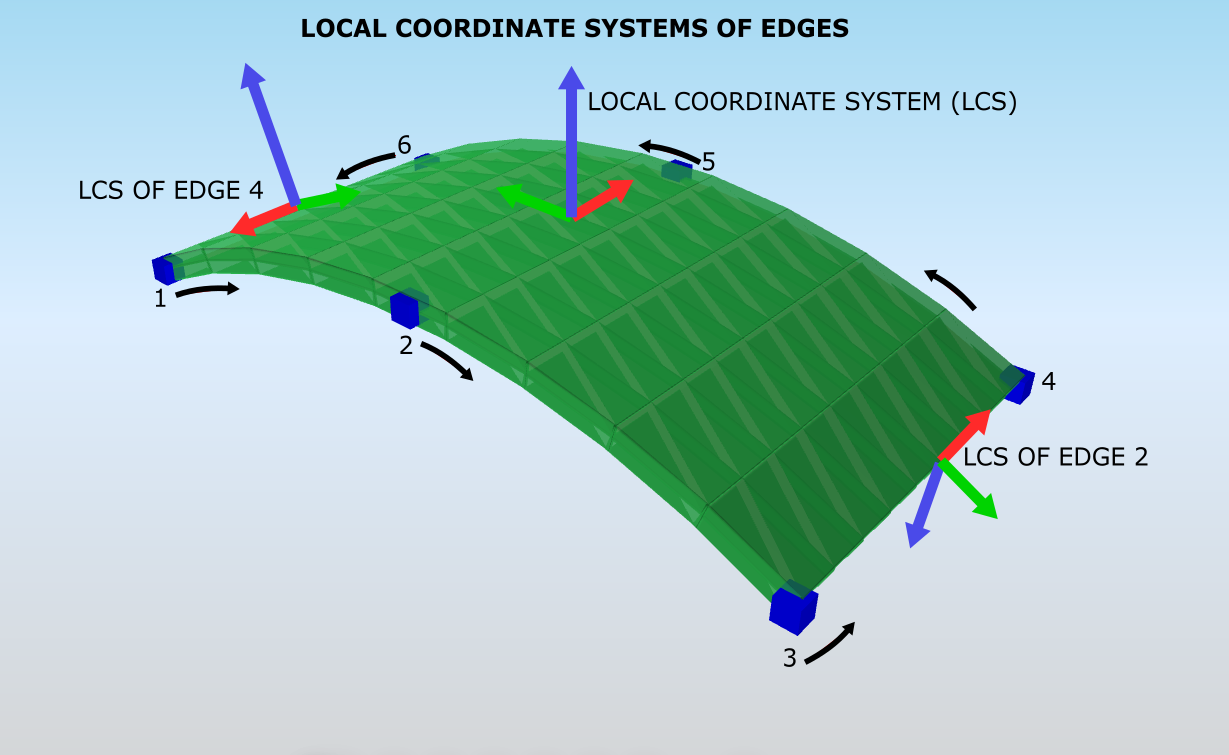 LOCAL COORDINATE SYSTEMS OF EDGES
LOCAL COORDINATE SYSTEM (LCS)
6
5
LCS OF EDGE 4
1
2
4
LCS OF EDGE 2
3